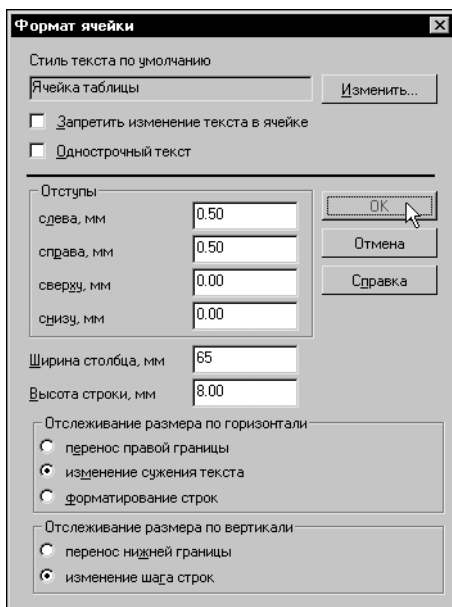 Формат ячейки
Стиль текста по умолчанию
Ячейка таблицы
Изменить...
Запретить изменение текста в ячейке
Однострочный текст
Отступы
слева, мм 0.50
справа, мм 0.50
сверху, мм 0.00
снизу, мм 0.00
OK
Отмена
Справка
Ширина столбца, мм 65
Высота строки, мм 8.00
Отслеживание размера по горизонтали
перенос правой границы
изменение сужения текста
форматирование строк
Отслеживание размера по вертикали
перенос нижней границы
изменение шага строк